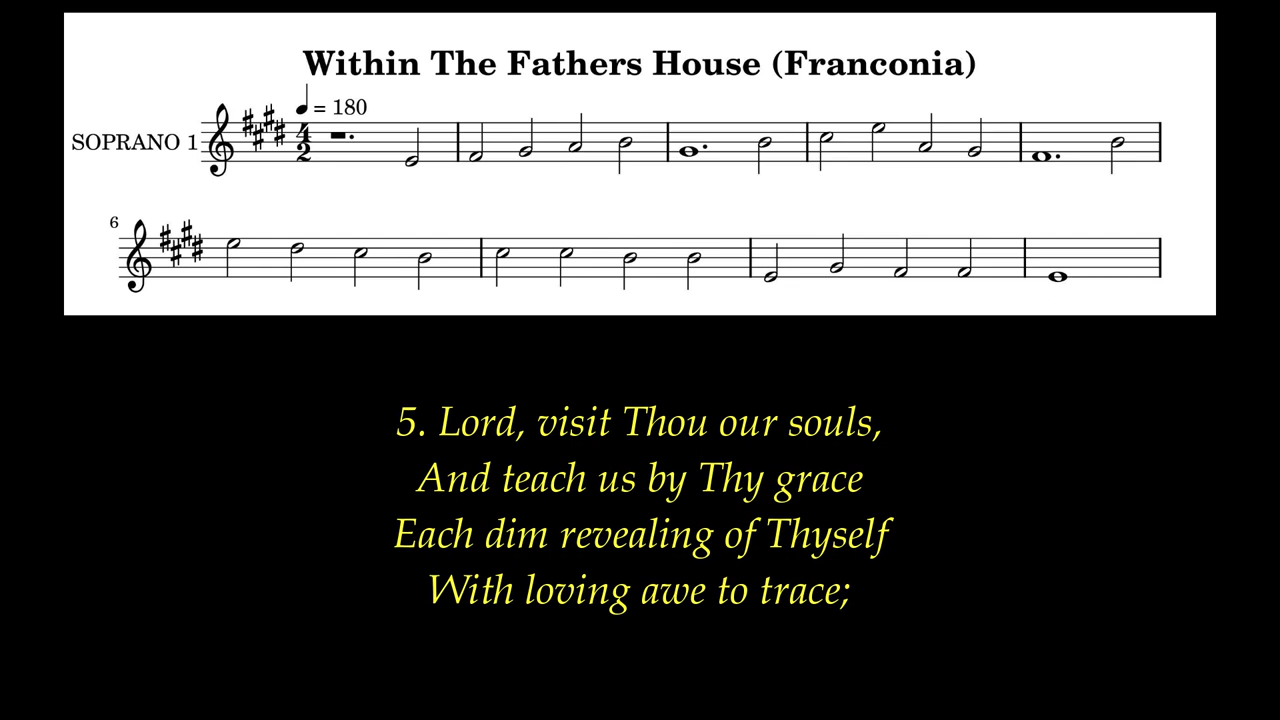 Within The Fathers House (Franconia)
= 180
SOPRANO 1
4
2
6
5. Lord, visit Thou our souls,
And teach us by Thy grace
Each dim revealing of Thyself
With loving awe to trace;